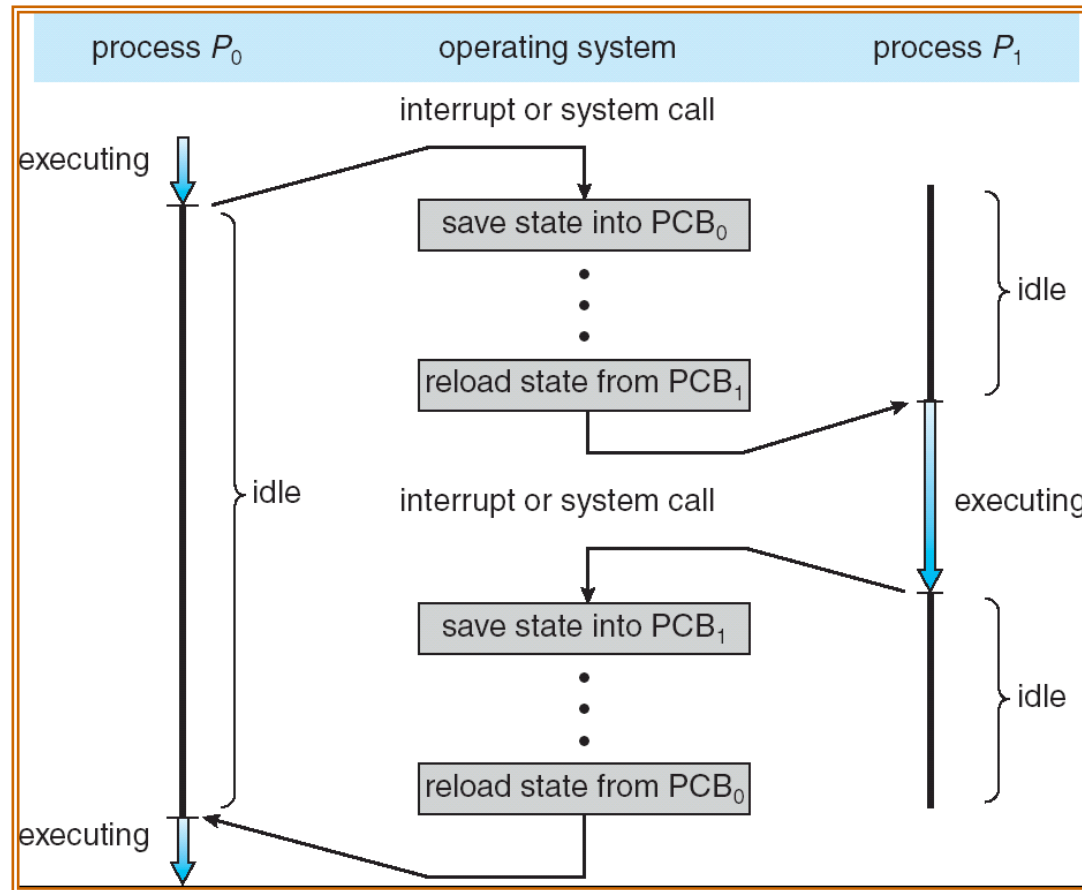 process P₀
operating system
process P₁
interrupt or system call
executing
save state into PCB₀
idle
reload state from PCB₁
idle
interrupt or system call
executing
save state into PCB₁
idle
reload state from PCB₀
executing